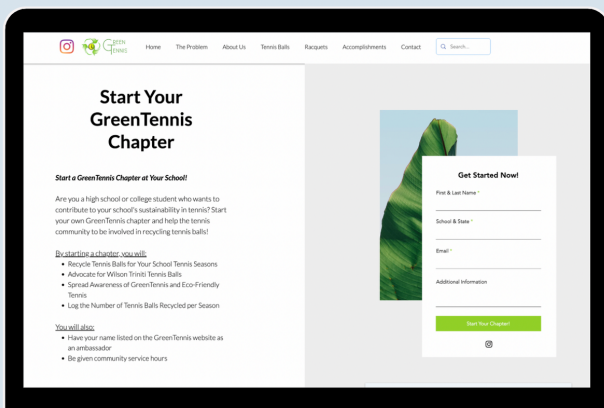 GREEN
TENNIS
Home
The Problem
About Us
Tennis Balls
Racquets
Accomplishments
Contact
Search...
Start Your
GreenTennis
Chapter
Start a GreenTennis Chapter at Your School!
Are you a high school or college student who wants to
contribute to your school's sustainability in tennis? Start
your own GreenTennis chapter and help the tennis
community to be involved in recycling tennis balls!
By starting a chapter, you will:
• Recycle Tennis Balls for Your School Tennis Seasons
• Advocate for Wilson Triniti Tennis Balls
• Spread Awareness of GreenTennis and Eco-Friendly
Tennis
• Log the Number of Tennis Balls Recycled per Season
You will also:
• Have your name listed on the GreenTennis website as
an ambassador
• Be given community service hours
Get Started Now!
First & Last Name *
School & State *
Email *
Additional Information
Start Your Chapter!